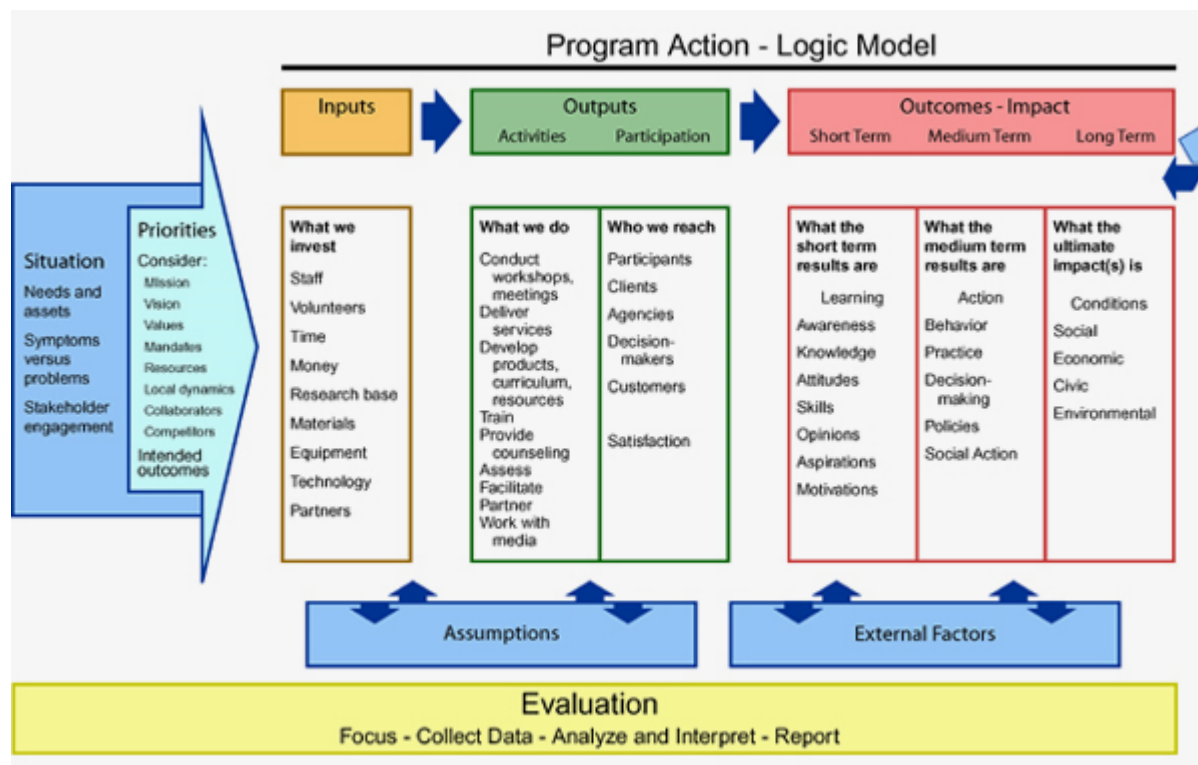 Program Action - Logic Model
Inputs
Outputs
Activities Participation
Outcomes - Impact
Short Term Medium Term Long Term
Situation
Needs and
assets
Symptoms
versus
problems
Stakeholder
engagement
Priorities
Consider:
Mission
Vision
Values
Mandates
Resources
Local dynamics
Collaborators
Competitors
Intended
outcomes
What we
invest
Staff
Volunteers
Time
Money
Research base
Materials
Equipment
Technology
Partners
What we do
Conduct
workshops,
meetings
Deliver
services
Develop
products,
curriculum,
resources
Train
Provide
counseling
Assess
Facilitate
Partner
Work with
media
Who we reach
Participants
Clients
Agencies
Decision-
makers
Customers
Satisfaction
What the
short term
results are
Learning
Awareness
Knowledge
Attitudes
Skills
Opinions
Aspirations
Motivations
What the
medium term
results are
Action
Behavior
Practice
Decision-
making
Policies
Social Action
What the
ultimate
impact(s) is
Conditions
Social
Economic
Civic
Environmental
Assumptions
External Factors
Evaluation
Focus - Collect Data - Analyze and Interpret - Report